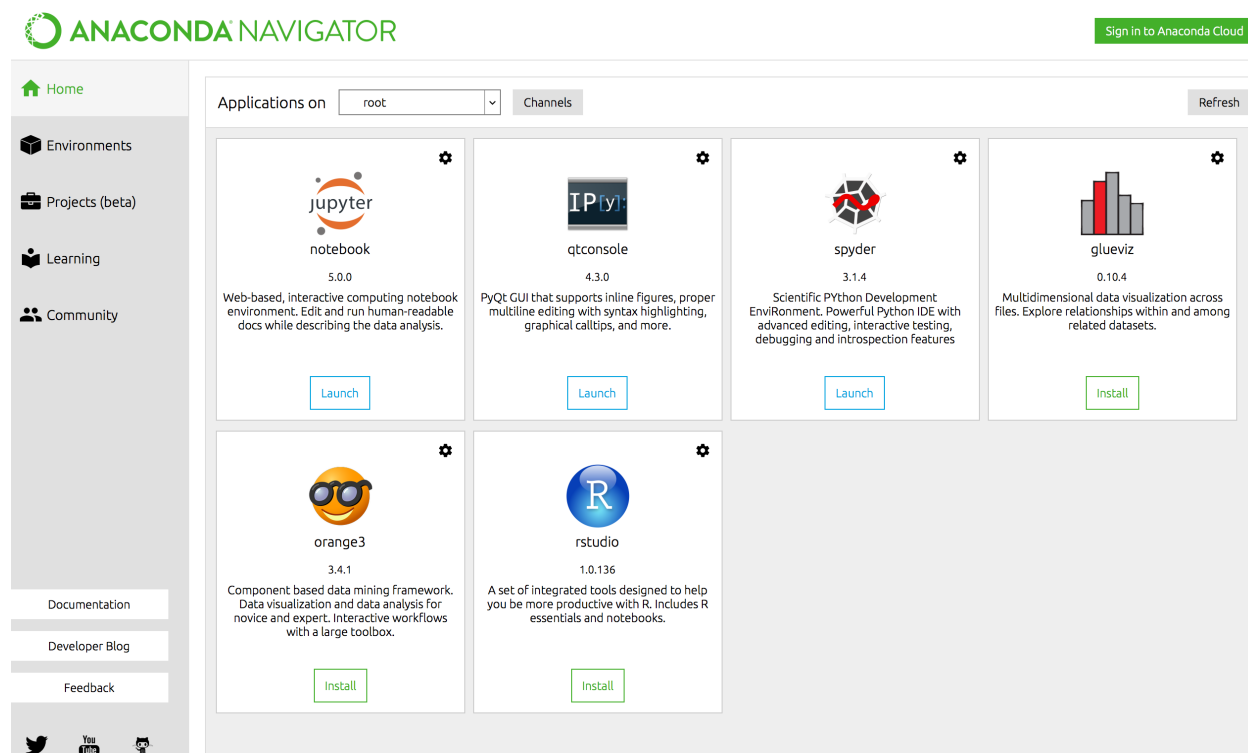 ANACONDA NAVIGATOR
Sign in to Anaconda Cloud
Home
Environments
Projects (beta)
Learning
Community
Documentation
Developer Blog
Feedback
You
Tube
Applications on
root
Channels
Refresh
jupyter
notebook
5.0.0
Web-based, interactive computing notebook
environment. Edit and run human-readable
docs while describing the data analysis.
Launch
IP[y]:
qtconsole
4.3.0
PyQt GUI that supports inline figures, proper
multiline editing with syntax highlighting,
graphical calltips, and more.
Launch
spyder
3.1.4
Scientific PYthon Development
EnviRonment. Powerful Python IDE with
advanced editing, interactive testing,
debugging and introspection features
Launch
glueviz
0.10.4
Multidimensional data visualization across
files. Explore relationships within and among
related datasets.
Install
orange3
3.4.1
Component based data mining framework.
Data visualization and data analysis for
novice and expert. Interactive workflows
with a large toolbox.
Install
R
rstudio
1.0.136
A set of integrated tools designed to help
you be more productive with R. Includes R
essentials and notebooks.
Install